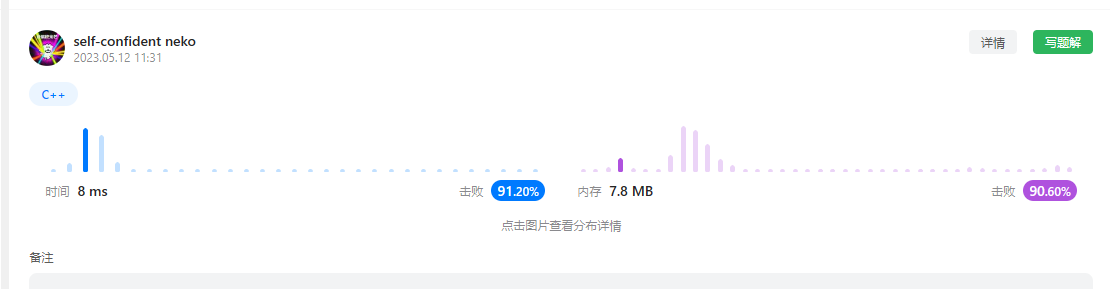 self-confident neko
2023.05.12 11:31
详情
写题解
C++
时间 8 ms
击败 91.20%
内存 7.8 MB
击败 90.60%
点击图片查看分布详情
备注